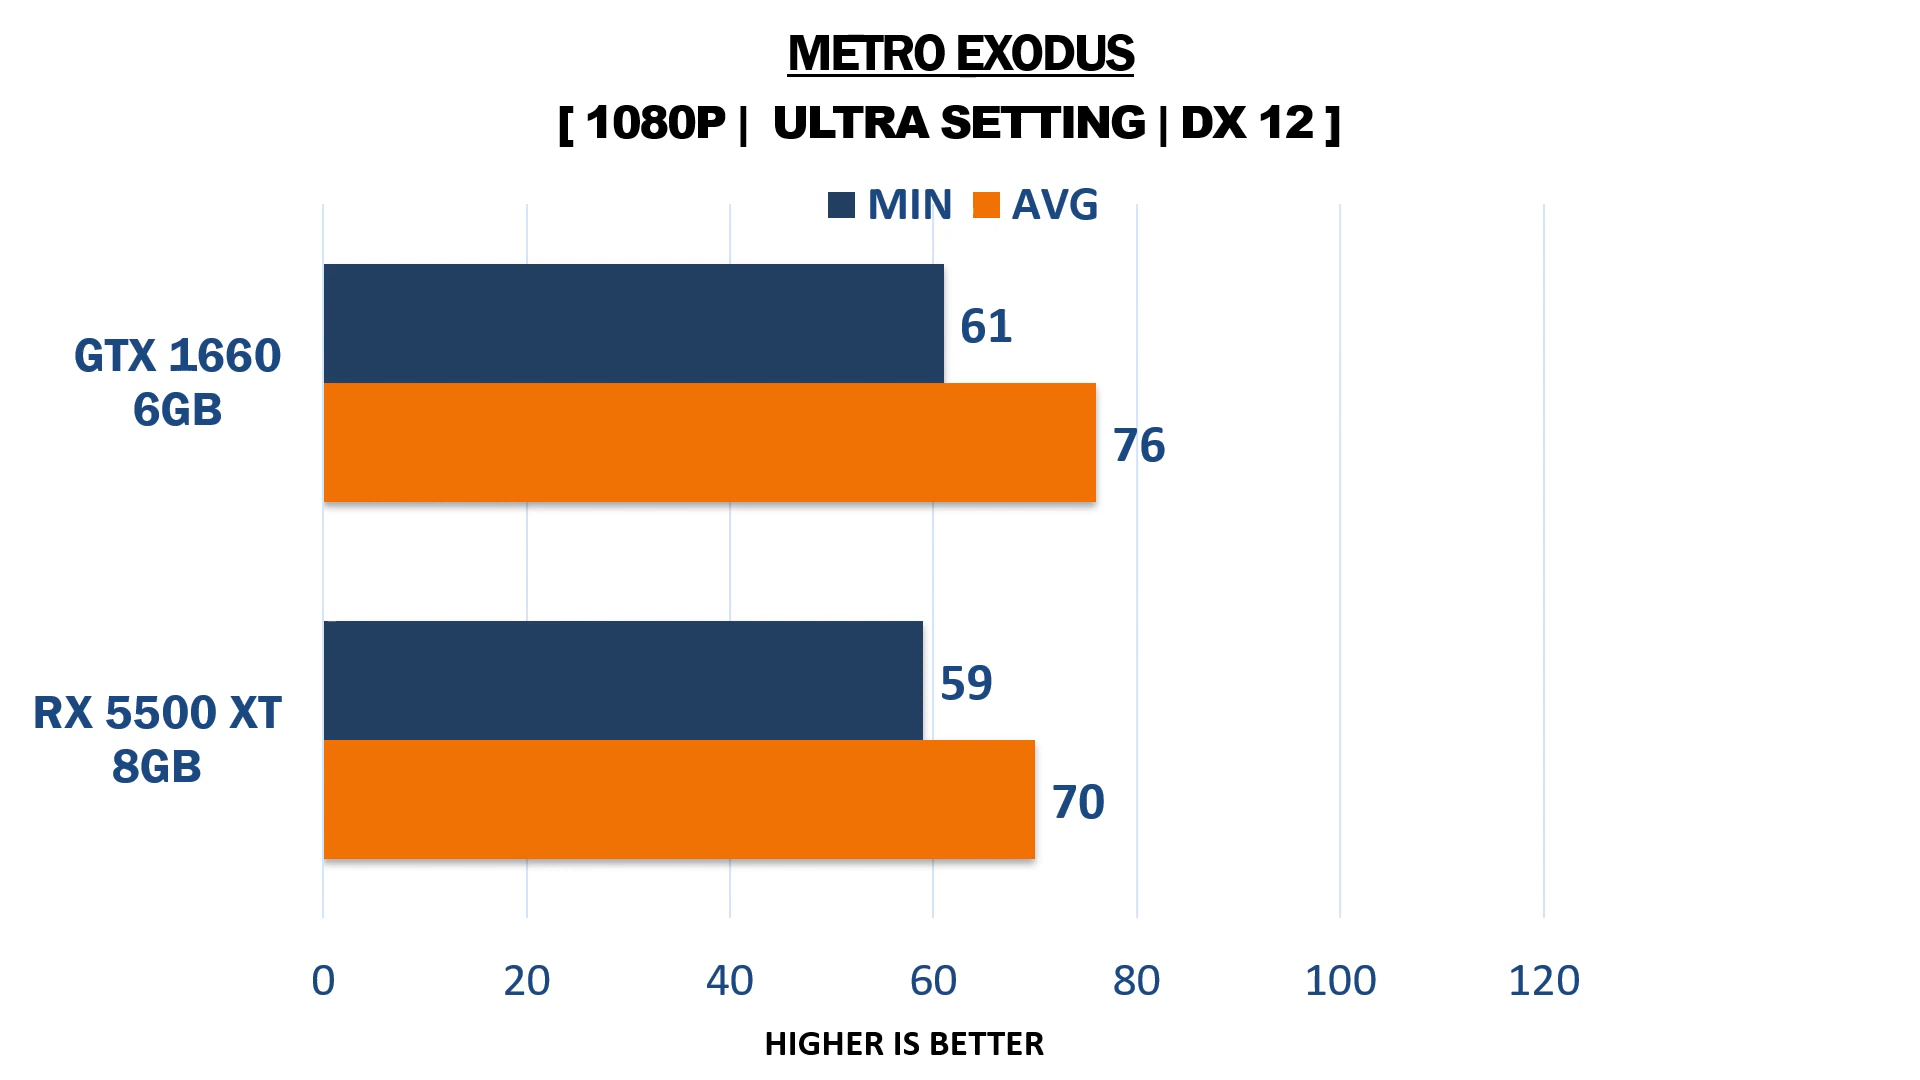 METRO EXODUS
[ 1080P | ULTRA SETTING | DX 12 ]
MIN AVG
GTX 1660
6GB
61
76
RX 5500 XT
8GB
59
70
0 20 40 60 80 100 120
HIGHER IS BETTER